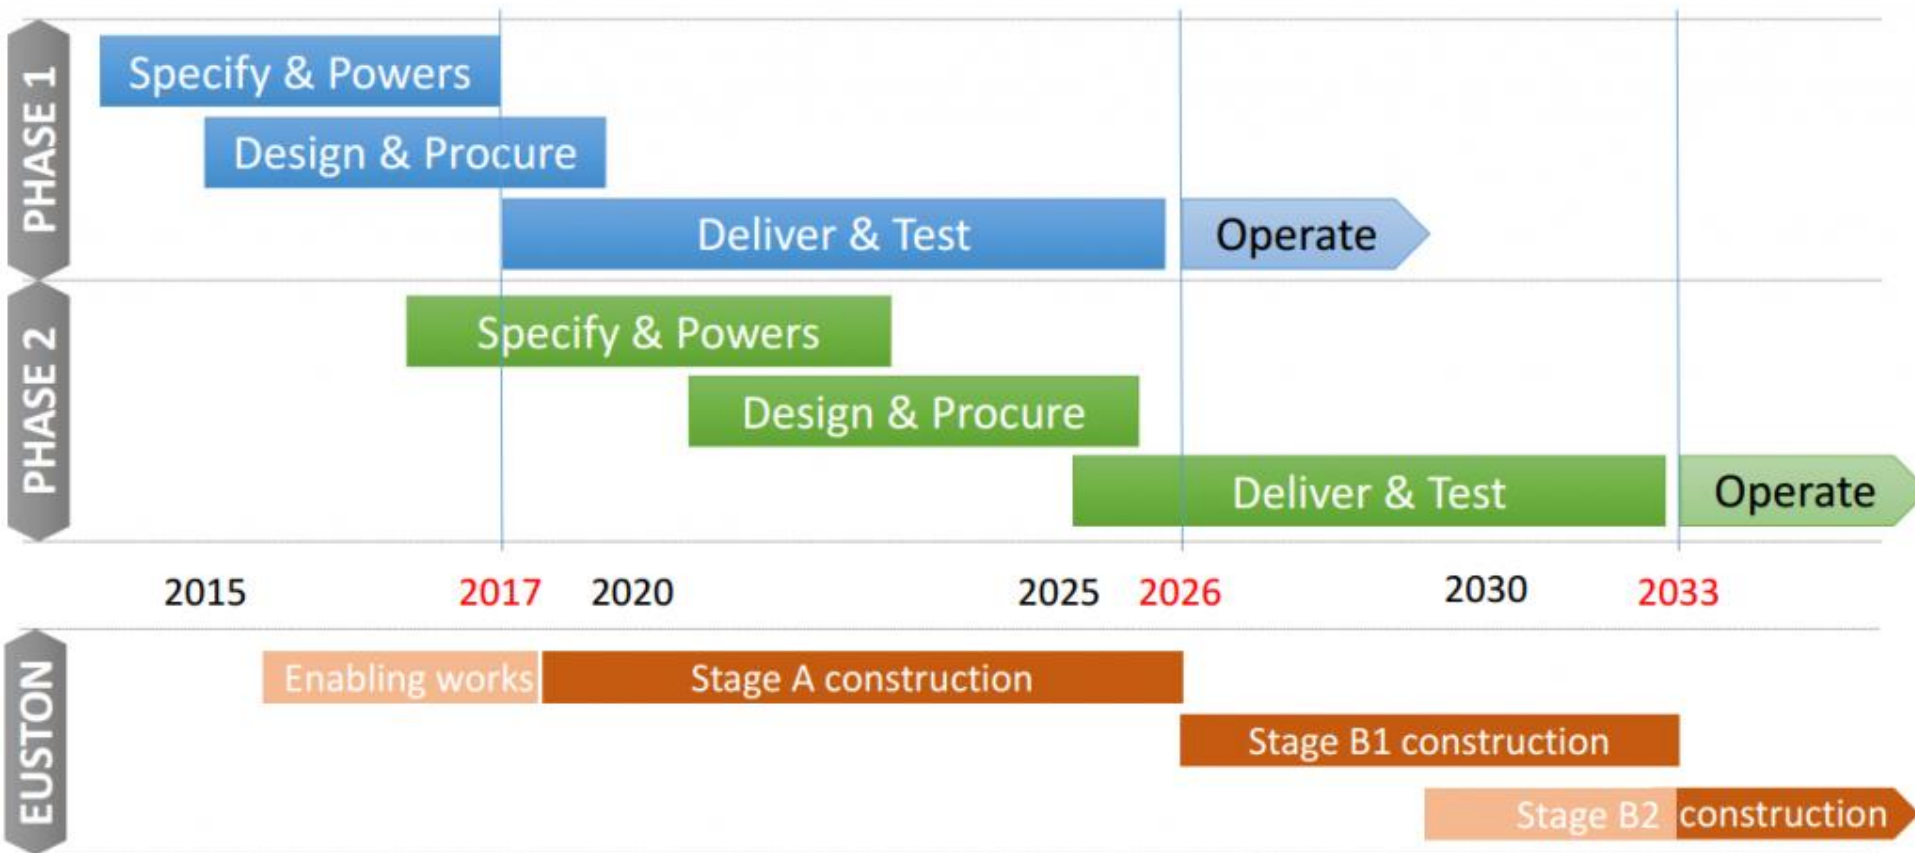 PHASE 1
Specify & Powers
Design & Procure
Deliver & Test
Operate
PHASE 2
Specify & Powers
Design & Procure
Deliver & Test
Operate
2015 2017 2020 2025 2026 2030 2033
EUSTON
Enabling works
Stage A construction
Stage B1 construction
Stage B2 construction